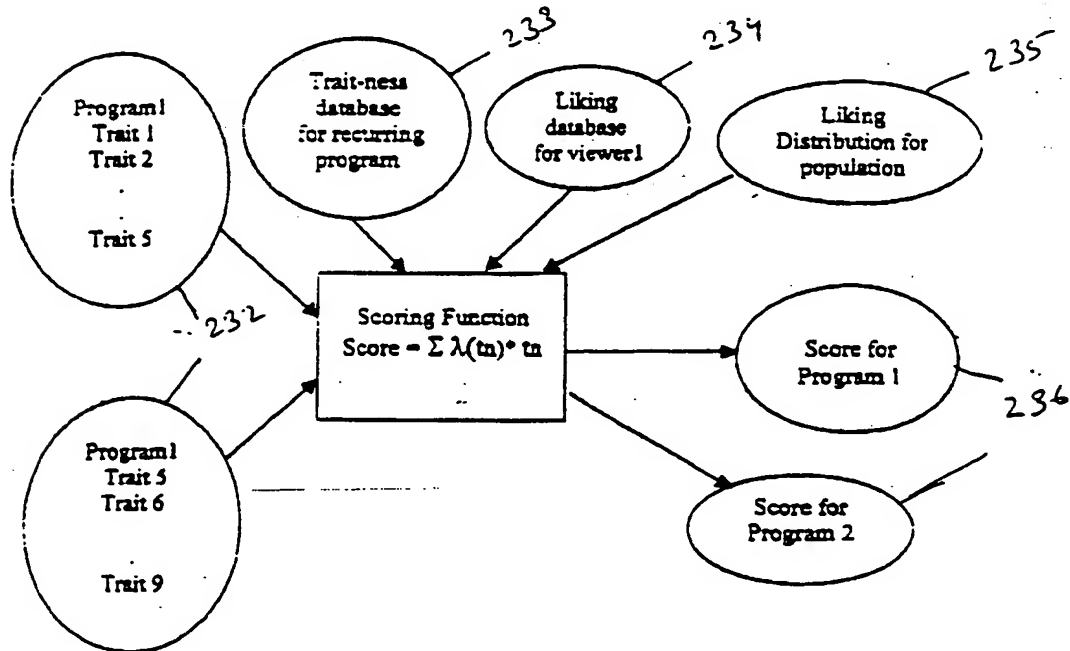 233
234
235
Program1
Trait 1
Trait 2
.
.
Trait 5
Trait-ness
database
for recurring
program
Liking
database
for viewer1
Liking
Distribution for
population
232
Scoring Function
Score = Σ λ(tn)* tn
Score for
Program 1
236
Program1
Trait 5
Trait 6
Trait 9
Score for
Program 2